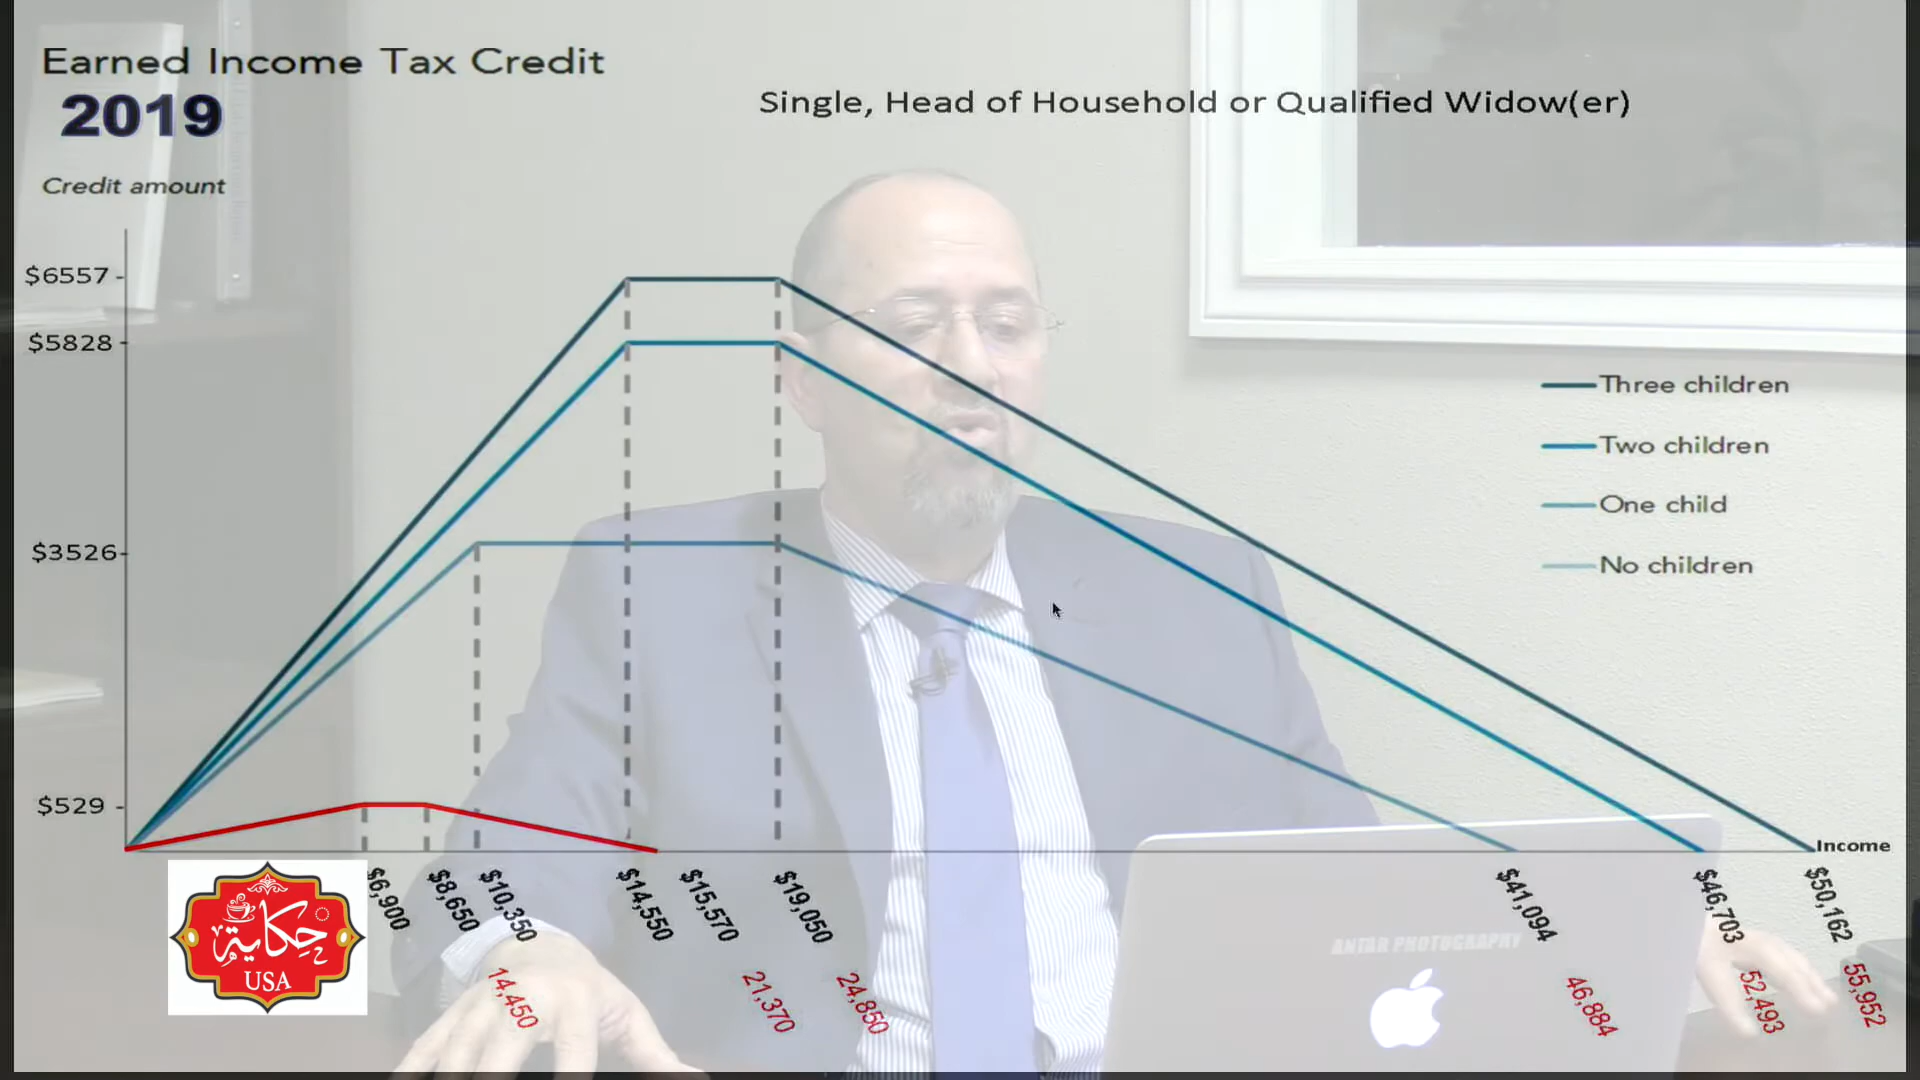 Earned Income Tax Credit
2019
Single, Head of Household or Qualified Widow(er)
Credit amount
$6557
$5828
$3526
$529
Three children
Two children
One child
No children
Income
$6,900
$8,650
$10,350
$14,550
$15,570
$19,050
$41,094
$46,703
$50,162
14,450
21,370
24,850
46,884
52,493
55,952
حكاية
USA
ANTAR PHOTOGRAPHY